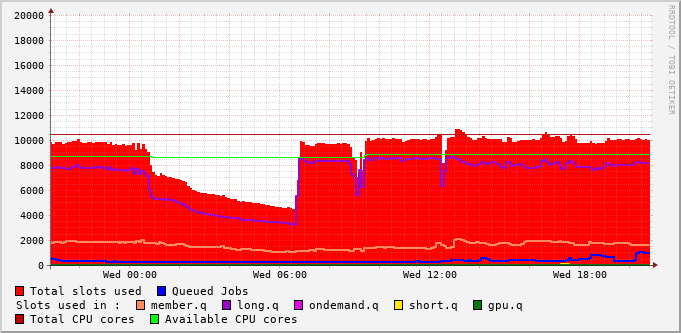 20000
18000
16000
14000
12000
10000
8000
6000
4000
2000
0
Wed 00:00 Wed 06:00 Wed 12:00 Wed 18:00
RRDTOOL / TOBI OETIKER
Total slots used Queued Jobs
Slots used in : member.q long.q ondemand.q short.q gpu.q
Total CPU cores Available CPU cores